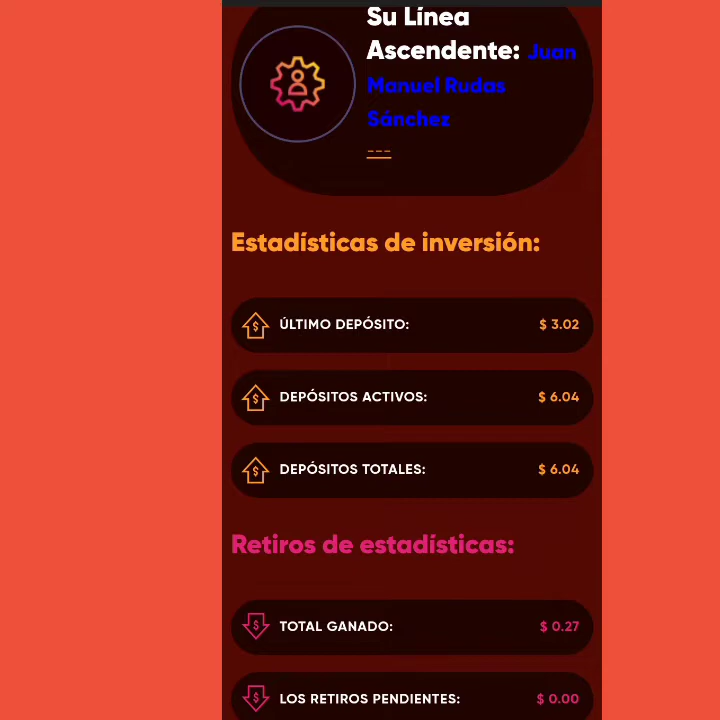 Su Línea
Ascendente: Juan
Manuel Rudas
Sánchez
---
Estadísticas de inversión:
ÚLTIMO DEPÓSITO: $ 3.02
DEPÓSITOS ACTIVOS: $ 6.04
DEPÓSITOS TOTALES: $ 6.04
Retiros de estadísticas:
TOTAL GANADO: $ 0.27
LOS RETIROS PENDIENTES: $ 0.00